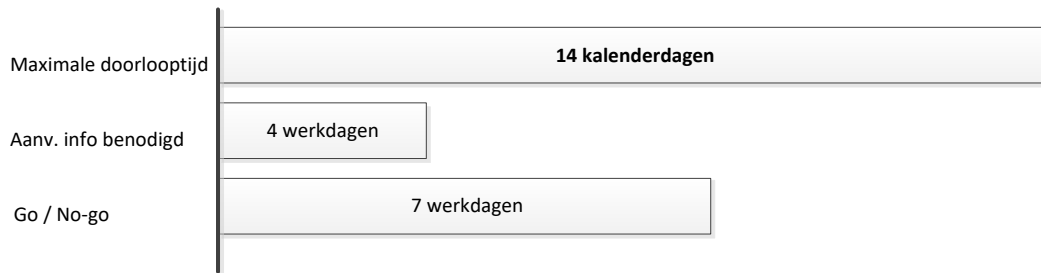 Maximale doorlooptijd
14 kalenderdagen
Aanv. info benodigd
4 werkdagen
Go / No-go
7 werkdagen